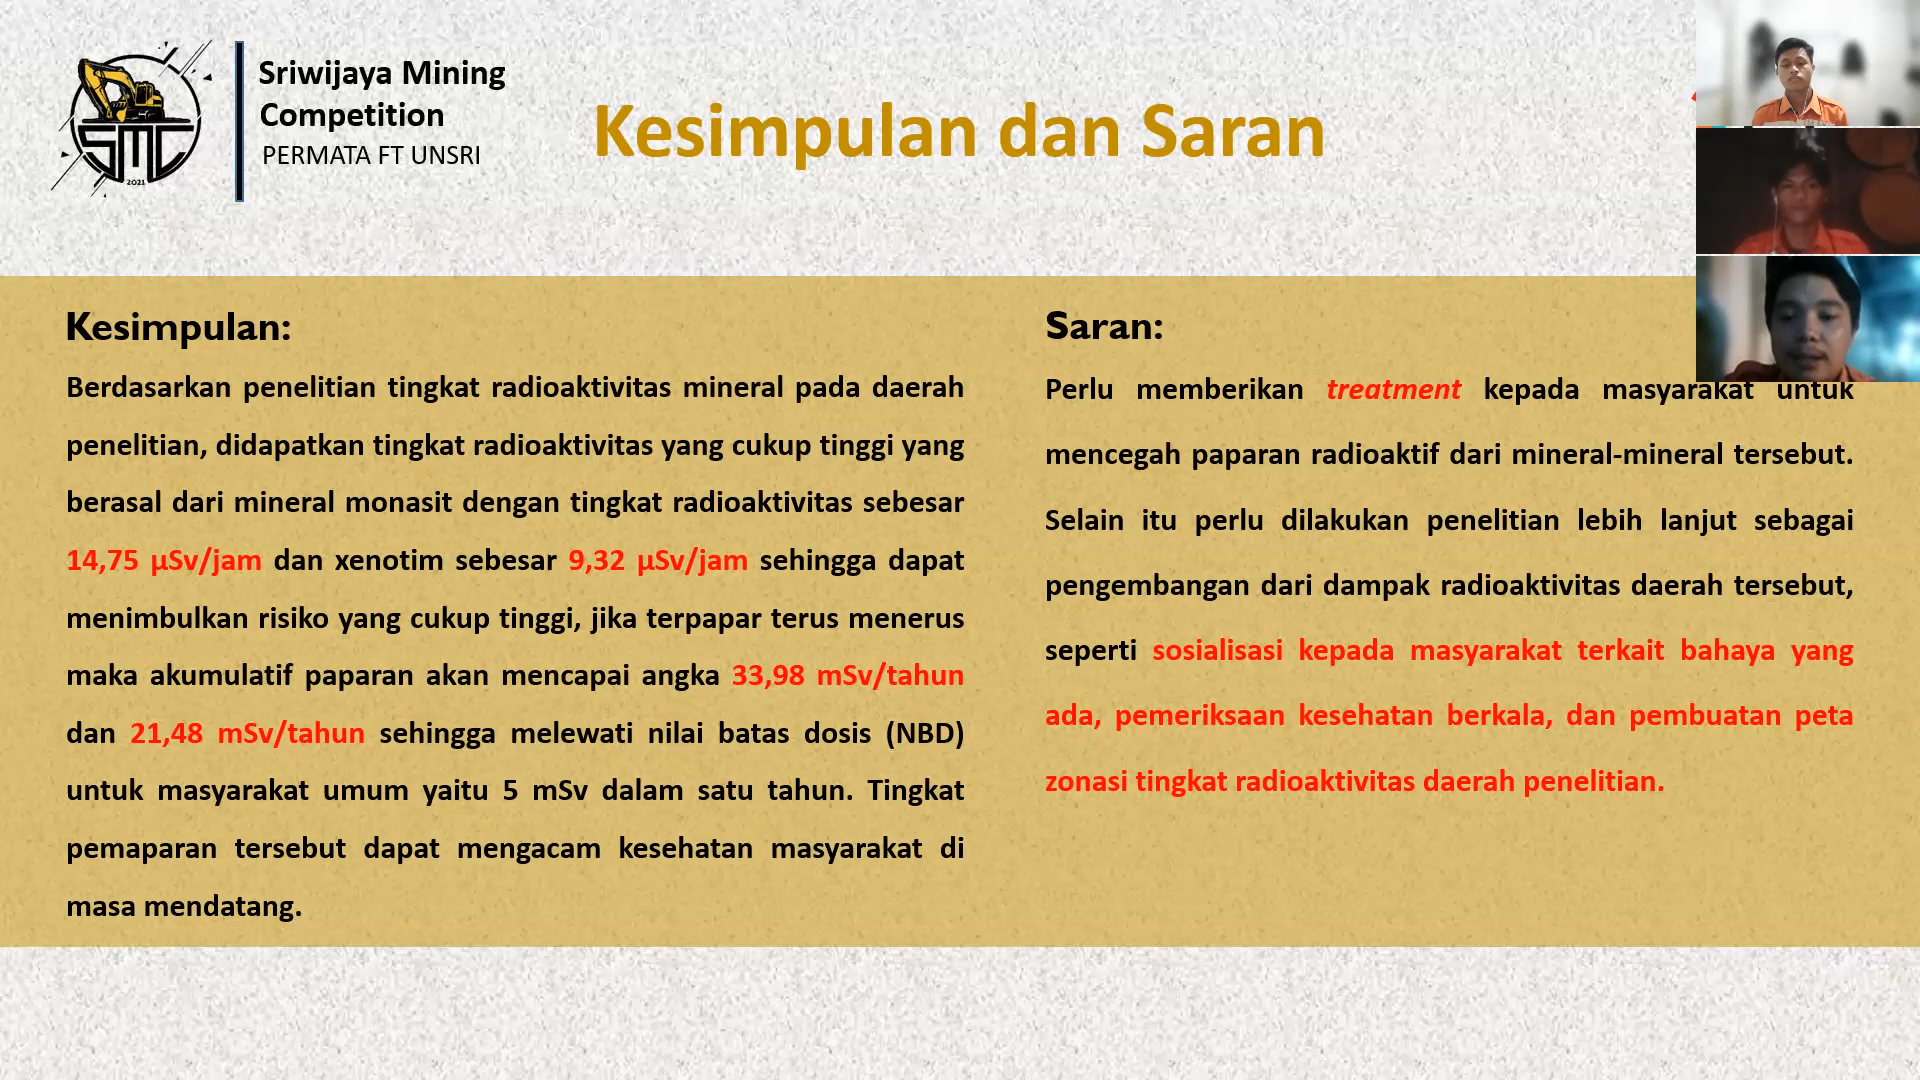 Sriwijaya Mining
Competition
PERMATA FT UNSRI
SMC
2021
Kesimpulan dan Saran
Kesimpulan:
Berdasarkan penelitian tingkat radioaktivitas mineral pada daerah
penelitian, didapatkan tingkat radioaktivitas yang cukup tinggi yang
berasal dari mineral monasit dengan tingkat radioaktivitas sebesar
14,75 µSv/jam dan xenotim sebesar 9,32 µSv/jam sehingga dapat
menimbulkan risiko yang cukup tinggi, jika terpapar terus menerus
maka akumulatif paparan akan mencapai angka 33,98 mSv/tahun
dan 21,48 mSv/tahun sehingga melewati nilai batas dosis (NBD)
untuk masyarakat umum yaitu 5 mSv dalam satu tahun. Tingkat
pemaparan tersebut dapat mengacam kesehatan masyarakat di
masa mendatang.
Saran:
Perlu memberikan treatment kepada masyarakat untuk
mencegah paparan radioaktif dari mineral-mineral tersebut.
Selain itu perlu dilakukan penelitian lebih lanjut sebagai
pengembangan dari dampak radioaktivitas daerah tersebut,
seperti sosialisasi kepada masyarakat terkait bahaya yang
ada, pemeriksaan kesehatan berkala, dan pembuatan peta
zonasi tingkat radioaktivitas daerah penelitian.